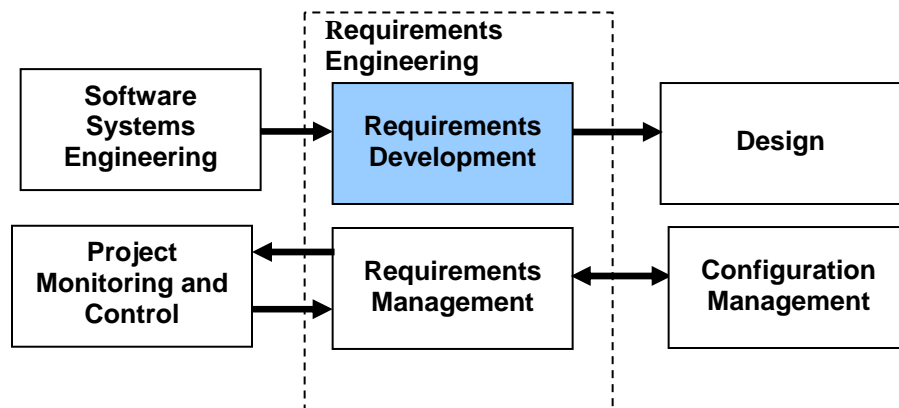 Requirements
Engineering
Software
Systems
Engineering
Requirements
Development
Design
Project
Monitoring and
Control
Requirements
Management
Configuration
Management